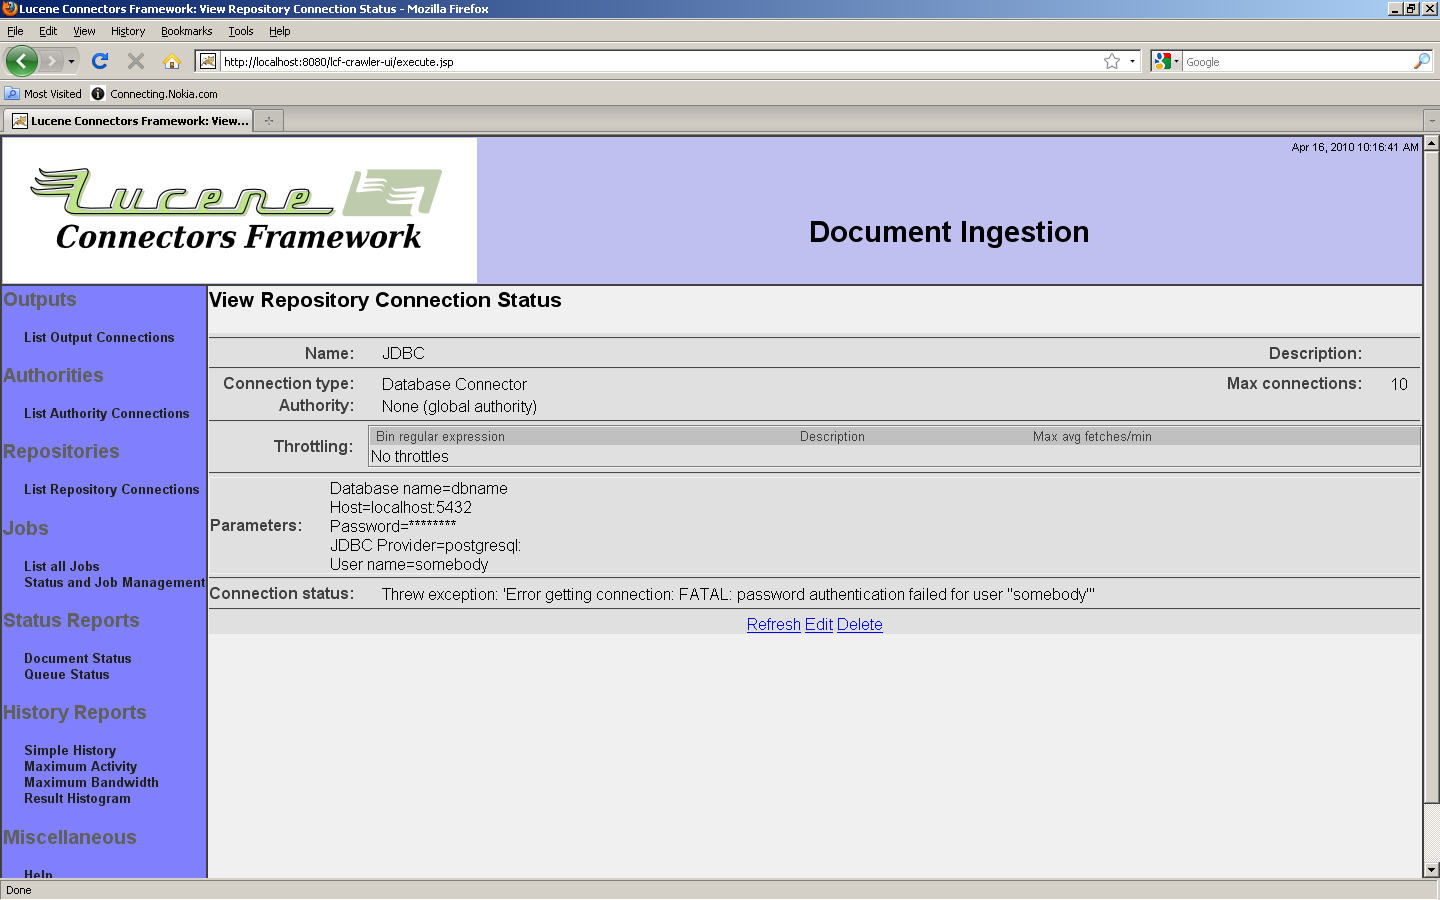 Lucene Connectors Framework: View Repository Connection Status - Mozilla Firefox
File Edit View History Bookmarks Tools Help
http://localhost:8080/lcf-crawler-ui/execute.jsp
Google
Most Visited Connecting.Nokia.com
Lucene Connectors Framework: View...
Apr 16, 2010 10:16:41 AM
Lucene
Connectors Framework
Document Ingestion
Outputs
List Output Connections
Authorities
List Authority Connections
Repositories
List Repository Connections
Jobs
List all Jobs
Status and Job Management
Status Reports
Document Status
Queue Status
History Reports
Simple History
Maximum Activity
Maximum Bandwidth
Result Histogram
Miscellaneous
Help
View Repository Connection Status
Name: JDBC Description:
Connection type: Database Connector Max connections: 10
Authority: None (global authority)
Throttling:
Bin regular expression Description Max avg fetches/min
No throttles
Parameters:
Database name=dbname
Host=localhost:5432
Password=********
JDBC Provider=postgresql:
User name=somebody
Connection status: Threw exception: 'Error getting connection: FATAL: password authentication failed for user "somebody"'
Refresh Edit Delete
Done